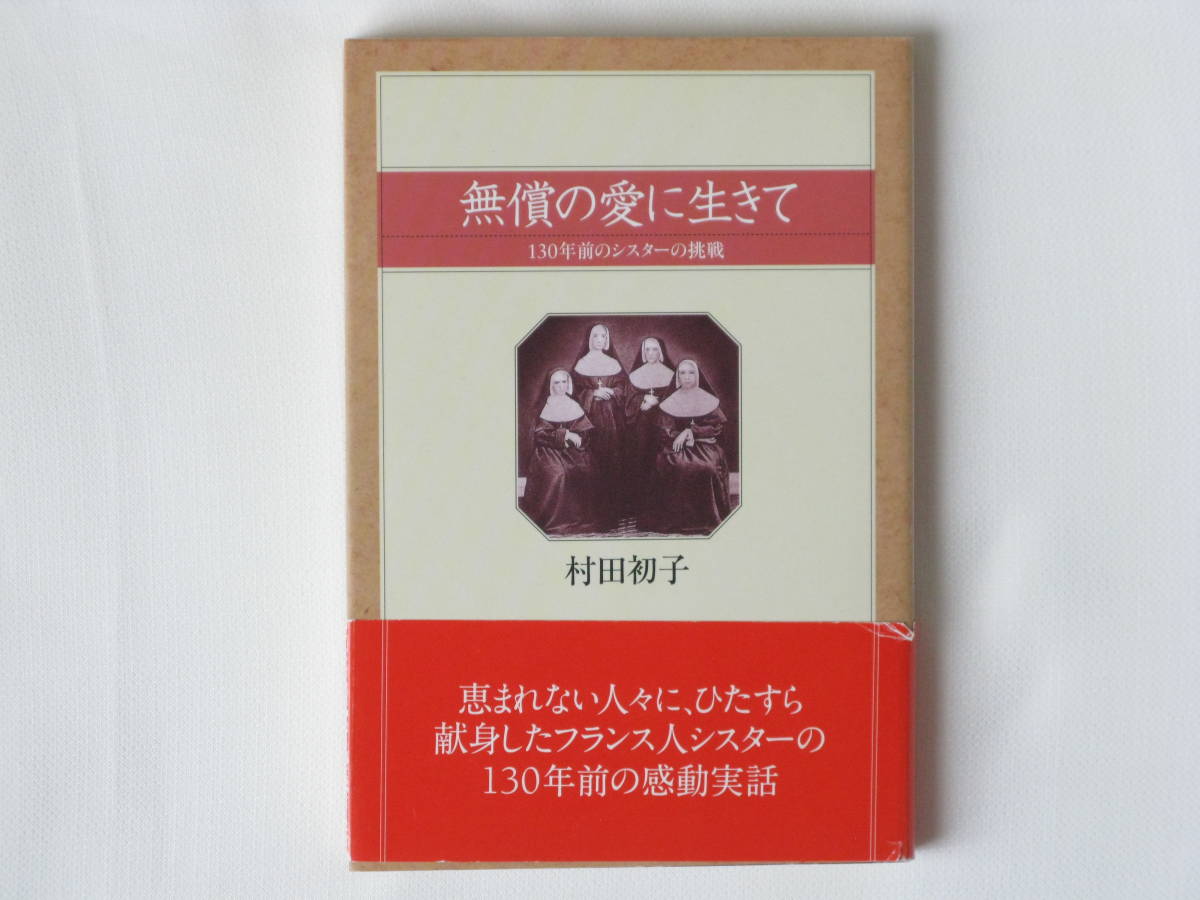 無償の愛に生きて
130年前のシスターの挑戦
村田初子
恵まれない人々に、ひたすら
献身したフランス人シスターの
130年前の感動実話